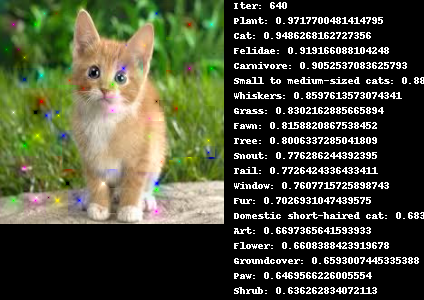 Iter: 640
Plant: 0.9717700481414795
Cat: 0.9486268162727356
Felidae: 0.919166088104248
Carnivore: 0.9052537083625793
Small to medium-sized cats: 0.88
Whiskers: 0.8597613573074341
Grass: 0.8302162885665894
Fawn: 0.8158820867538452
Tree: 0.8006337285041809
Snout: 0.776286244392395
Tail: 0.7726424336433411
Window: 0.7607715725898743
Fur: 0.7026931047439575
Domestic short-haired cat: 0.683
Art: 0.6697365641593933
Flower: 0.6608388423919678
Groundcover: 0.6593007445335388
Paw: 0.6469566226005554
Shrub: 0.636262834072113